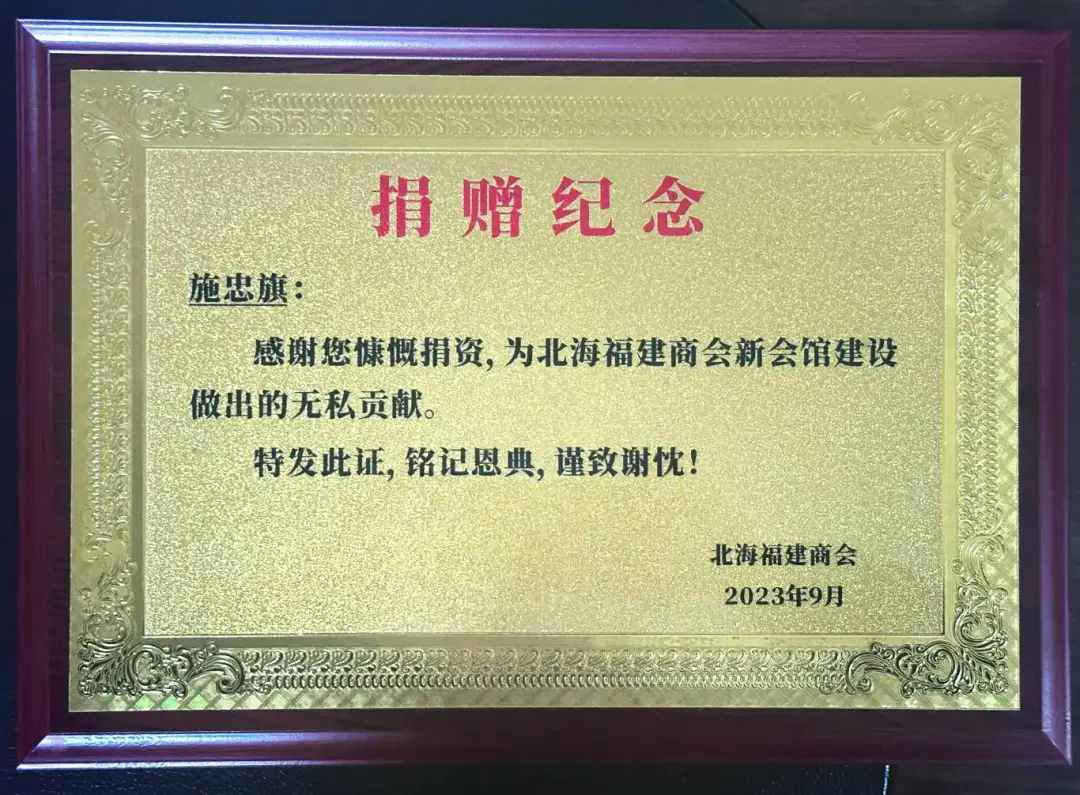 捐赠纪念
施忠旗：
感谢您慷慨捐资，为北海福建商会新会馆建设
做出的无私贡献。
特发此证，铭记恩典，谨致谢忱！
北海福建商会
2023年9月